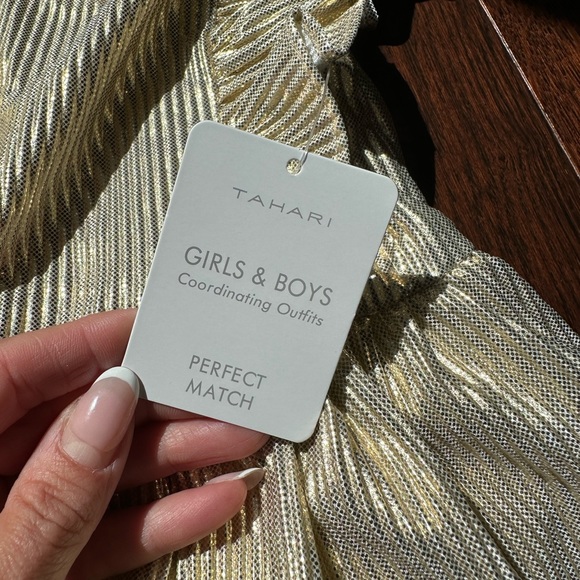 TAHARI
GIRLS & BOYS
Coordinating Outfits
PERFECT
MATCH